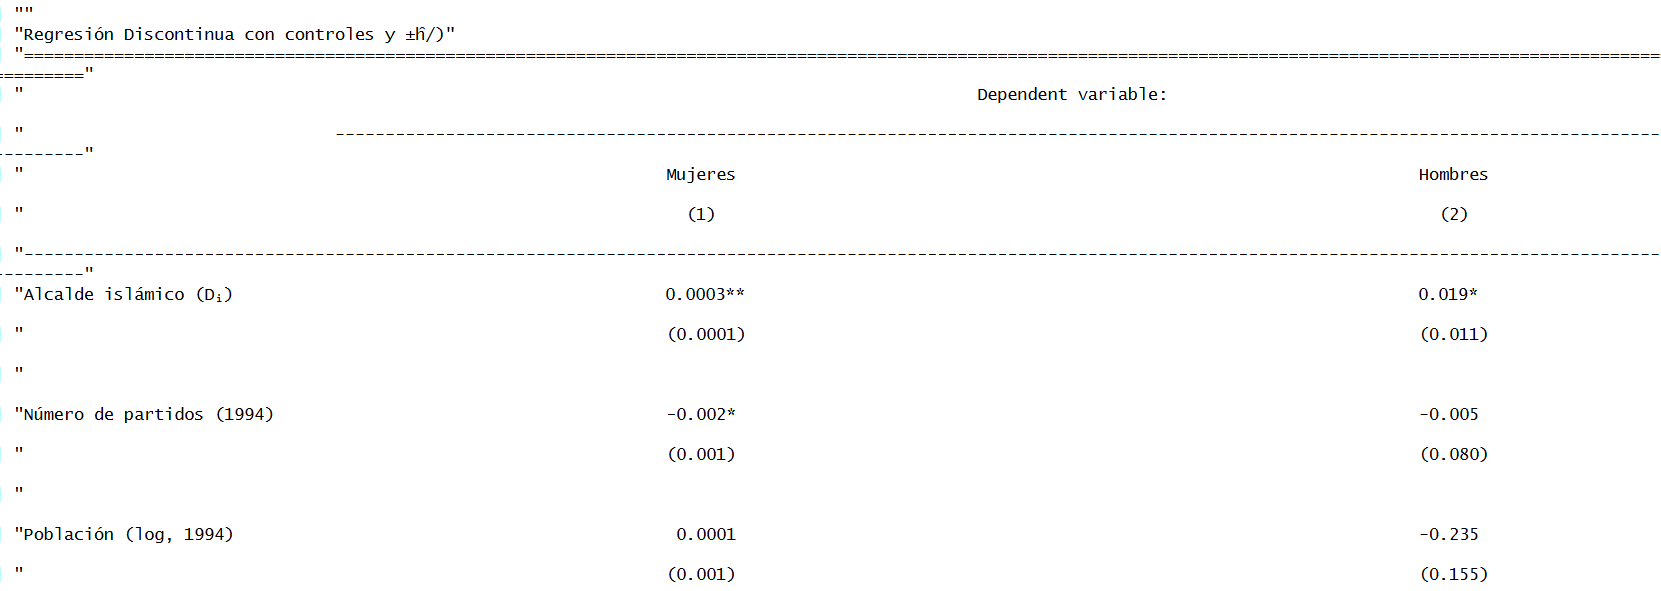 ""
"Regresión Discontinua con controles y ±ĥ/)"
"====================================================================================================================================================================
========="
"                                                                                                Dependent variable:
"                               ------------------------------------------------------------------------------------------------------------------------------------
---------"
"                                                                Mujeres                                                                    Hombres
"                                                                  (1)                                                                        (2)
"--------------------------------------------------------------------------------------------------------------------------------------------------------------------
---------"
"Alcalde islámico (Dᵢ)                                           0.0003**                                                                   0.019*
"                                                                (0.0001)                                                                   (0.011)
"
"Número de partidos (1994)                                       -0.002*                                                                    -0.005
"                                                                (0.001)                                                                    (0.080)
"
"Población (log, 1994)                                            0.0001                                                                    -0.235
"                                                                (0.001)                                                                    (0.155)